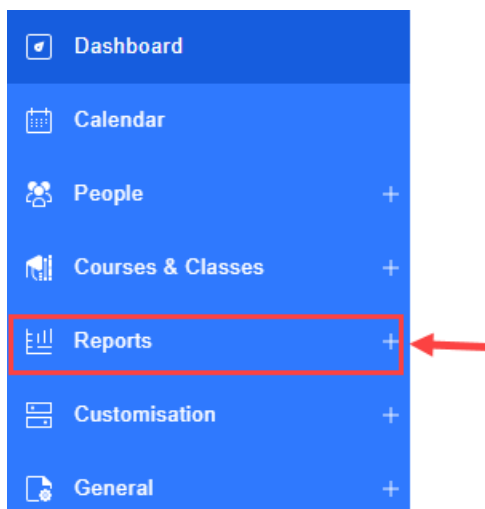 Dashboard
Calendar
People +
Courses & Classes +
Reports +
Customisation +
General +